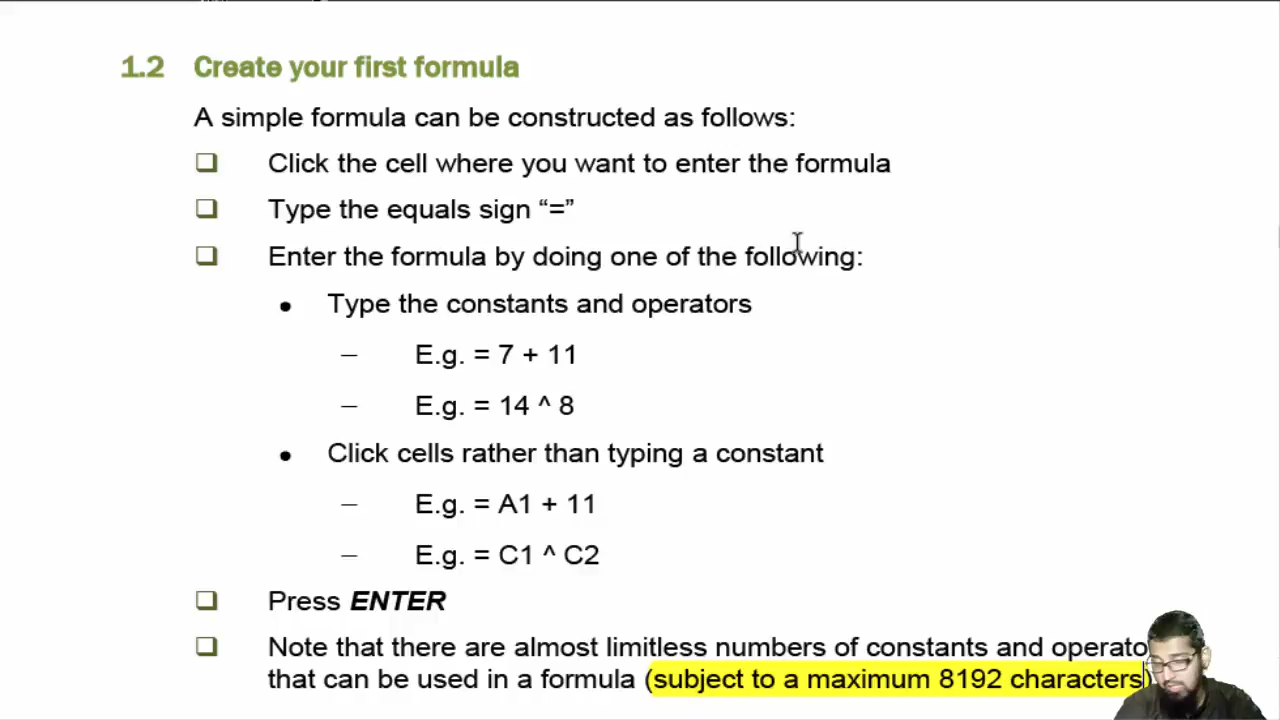 1.2 Create your first formula
A simple formula can be constructed as follows:
Click the cell where you want to enter the formula
Type the equals sign “=”
Enter the formula by doing one of the following:
Type the constants and operators
E.g. = 7 + 11
E.g. = 14 ^ 8
Click cells rather than typing a constant
E.g. = A1 + 11
E.g. = C1 ^ C2
Press ENTER
Note that there are almost limitless numbers of constants and
that can be used in a formula (subject to a maximum 8192 characters)